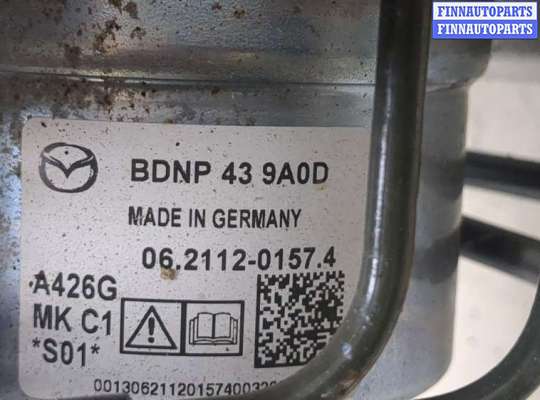 FINNAUTOPARTS
FINNAUTOPARTS
BDNP 43 9A0D
MADE IN GERMANY
06.2112-0157.4
A426G
MK C1
*S01*